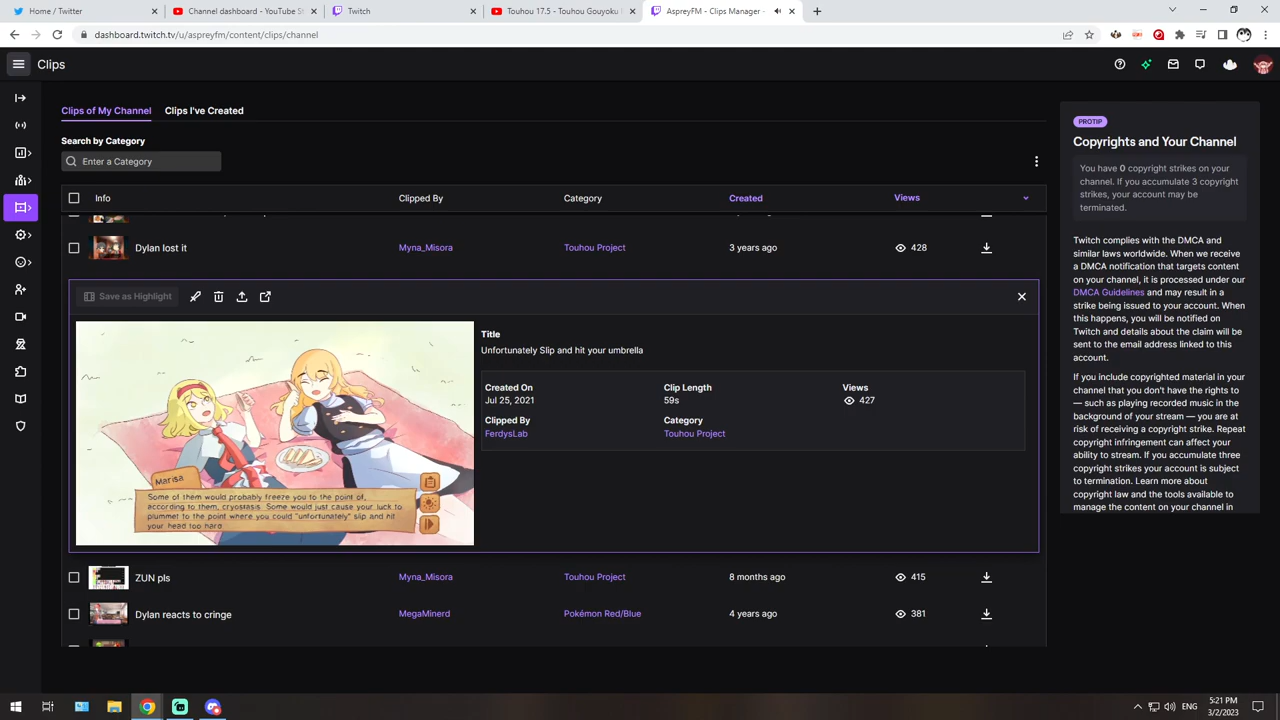 Home / Twitter
Channel dashboard - YouTube St
Twitch
Touhou 17.5 - Touhou Gouyoku I
AspreyFM - Clips Manager -
dashboard.twitch.tv/u/aspreyfm/content/clips/channel
Clips
Clips of My Channel
Clips I've Created
Search by Category
Enter a Category
Info
Clipped By
Category
Created
Views
Dylan lost it
Myna_Misora
Touhou Project
3 years ago
428
Save as Highlight
Title
Unfortunately Slip and hit your umbrella
Created On
Jul 25, 2021
Clip Length
59s
Views
427
Clipped By
FerdysLab
Category
Touhou Project
Marisa
Some of them would probably freeze you to the point of,
according to them, cryostasis. Some would just cause your luck to
plummet to the point where you could "unfortunately" slip and hit
your head too hard.
ZUN pls
Myna_Misora
Touhou Project
8 months ago
415
Dylan reacts to cringe
MegaMinerd
Pokémon Red/Blue
4 years ago
381
PROTIP
Copyrights and Your Channel
You have 0 copyright strikes on your
channel. If you accumulate 3 copyright
strikes, your account may be
terminated.
Twitch complies with the DMCA and
similar laws worldwide. When we receive
a DMCA notification that targets content
on your channel, it is processed under our
DMCA Guidelines and may result in a
strike being issued to your account. When
this happens, you will be notified on
Twitch and details about the claim will be
sent to the email address linked to this
account.
If you include copyrighted material in your
channel that you don't have the rights to
— such as playing recorded music in the
background of your stream — you are at
risk of receiving a copyright strike. Repeat
copyright infringement can affect your
ability to stream. If you accumulate three
copyright strikes your account is subject
to termination. Learn more about
copyright law and the tools available to
manage the content on your channel in
ENG
5:21 PM
3/2/2023